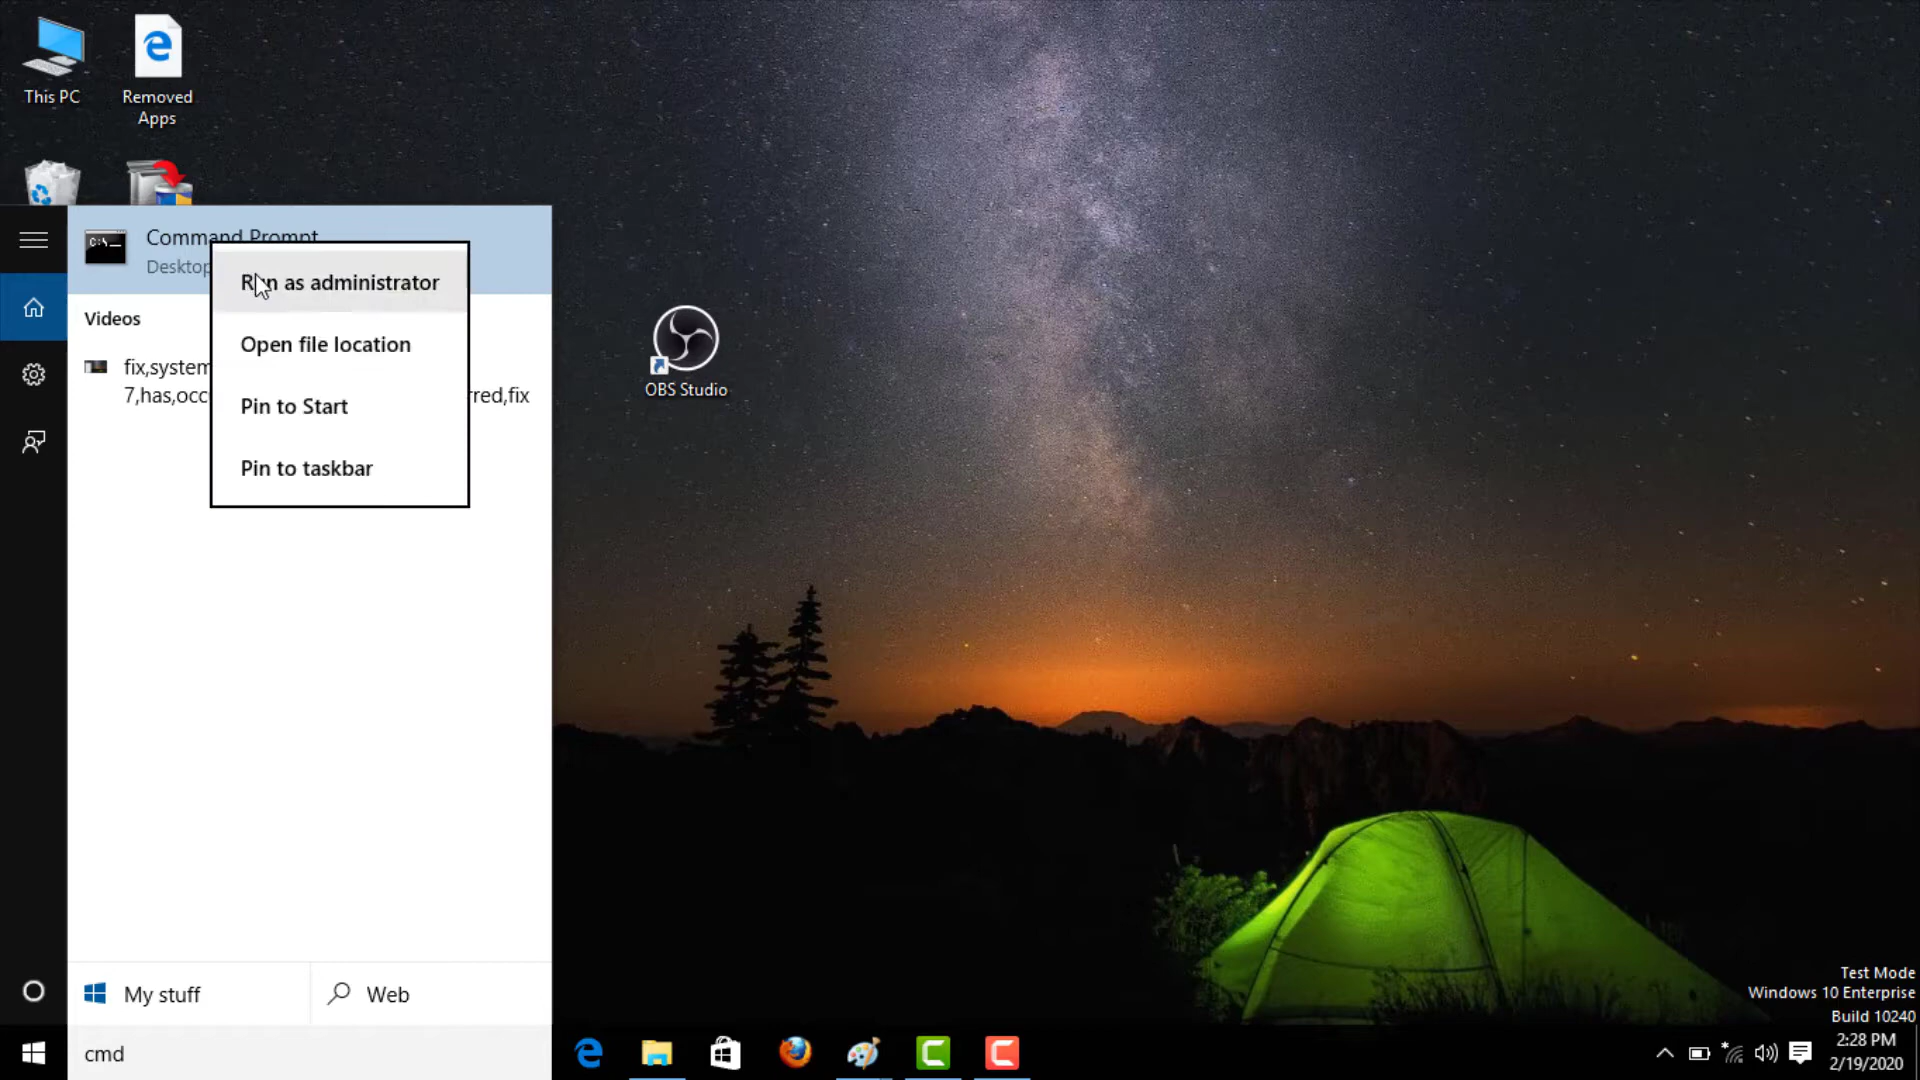 This PC
Removed
Apps
Command Prompt
Desktop
Run as administrator
Videos
Open file location
fix,system
7,has,occu
rred,fix
Pin to Start
Pin to taskbar
OBS Studio
My stuff
Web
cmd
Test Mode
Windows 10 Enterprise
Build 10240
2:28 PM
2/19/2020